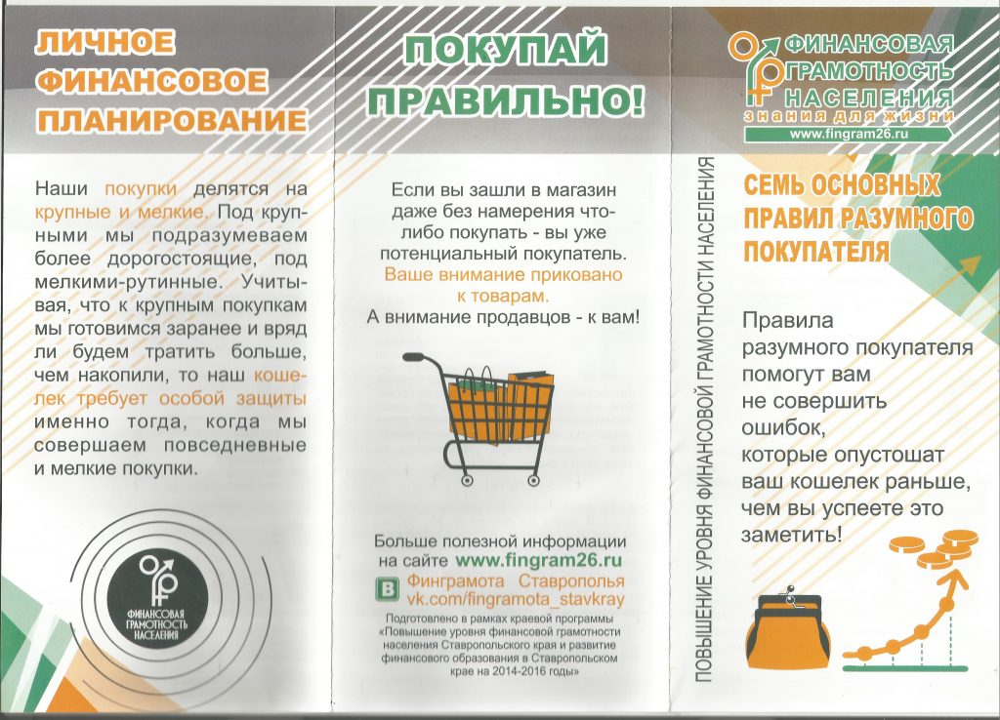 ЛИЧНОЕ
ФИНАНСОВОЕ
ПЛАНИРОВАНИЕ
Наши покупки делятся на
крупные и мелкие. Под круп-
ными мы подразумеваем
более дорогостоящие, под
мелкими-рутинные. Учиты-
вая, что к крупным покупкам
мы готовимся заранее и вряд
ли будем тратить больше,
чем накопили, то наш коше-
лек требует особой защиты
именно тогда, когда мы
совершаем повседневные
и мелкие покупки.
ФИНАНСОВАЯ
ГРАМОТНОСТЬ
НАСЕЛЕНИЯ
ПОКУПАЙ
ПРАВИЛЬНО!
Если вы зашли в магазин
даже без намерения что-
либо покупать - вы уже
потенциальный покупатель.
Ваше внимание приковано
к товарам.
А внимание продавцов - к вам!
Больше полезной информации
на сайте www.fingram26.ru
В Финграмота Ставрополья
vk.com/fingramota_stavkray
Подготовлено в рамках краевой программы
«Повышение уровня финансовой грамотности
населения Ставропольского края и развитие
финансового образования в Ставропольском
крае на 2014-2016 годы»
ПОВЫШЕНИЕ УРОВНЯ ФИНАНСОВОЙ ГРАМОТНОСТИ НАСЕЛЕНИЯ
ФИНАНСОВАЯ
ГРАМОТНОСТЬ
НАСЕЛЕНИЯ
знания для жизни
www.fingram26.ru
СЕМЬ ОСНОВНЫХ
ПРАВИЛ РАЗУМНОГО
ПОКУПАТЕЛЯ
Правила
разумного покупателя
помогут вам
не совершить
ошибок,
которые опустошат
ваш кошелек раньше,
чем вы успеете это
заметить!